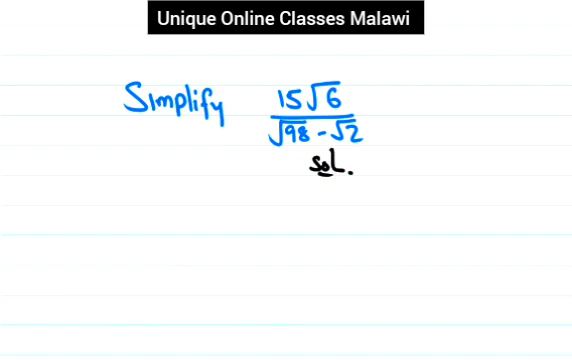 Unique Online Classes Malawi
Simplify 15√6
√98 - √2
sol.